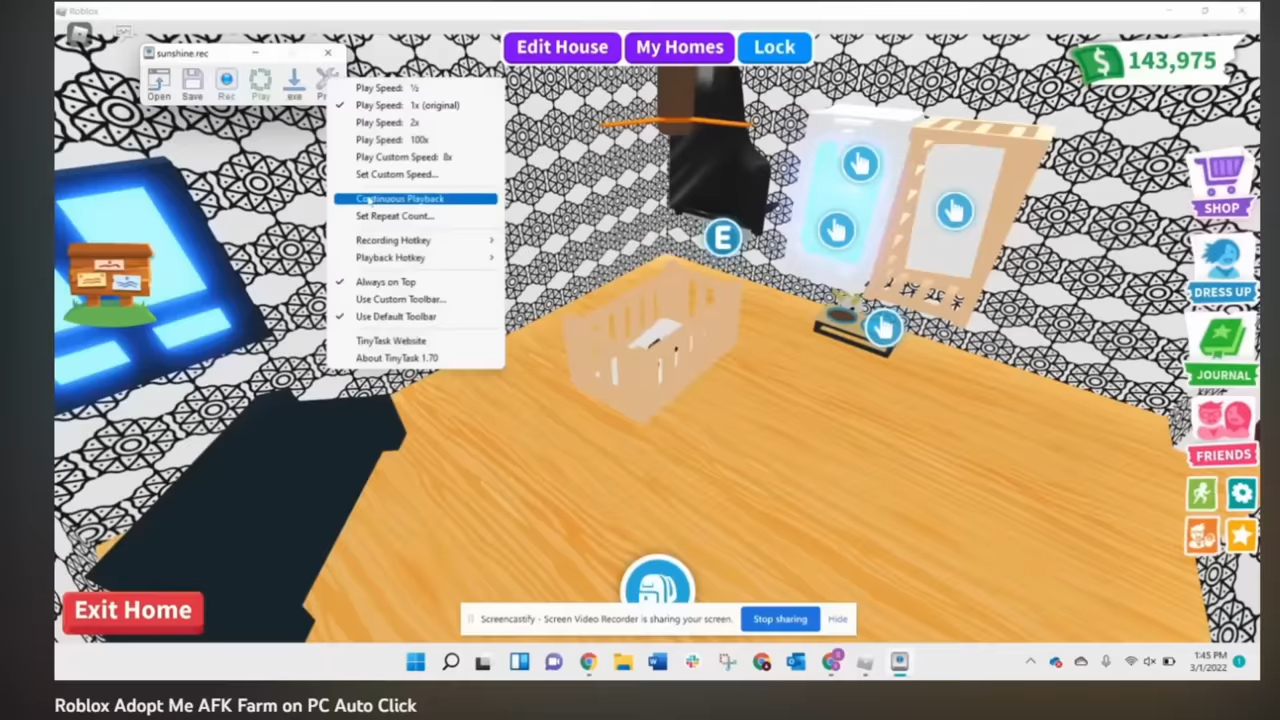 Roblox
sunshine.rec
Open Save Rec Play .exe
Play Speed: ½
Play Speed: 1x (original)
Play Speed: 2x
Play Speed: 100x
Play Custom Speed: 8x
Set Custom Speed...
Continuous Playback
Set Repeat Count...
Recording Hotkey
Playback Hotkey
Always on Top
Use Custom Toolbar...
Use Default Toolbar
TinyTask Website
About TinyTask 1.70
Edit House
My Homes
Lock
$ 143,975
E
SHOP
DRESS UP
JOURNAL
FRIENDS
Exit Home
Screencastify - Screen Video Recorder is sharing your screen.
Stop sharing
Hide
1:45 PM
3/1/2022
1
Roblox Adopt Me AFK Farm on PC Auto Click